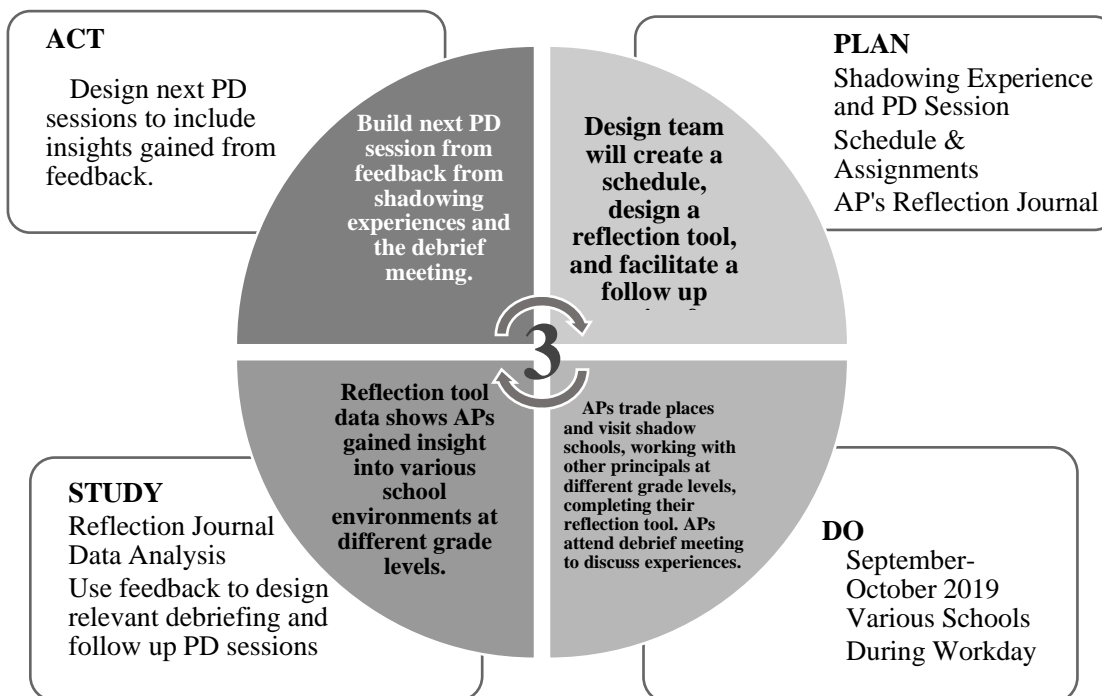 ACT
Design next PD
sessions to include
insights gained from
feedback.
Build next PD
session from
feedback from
shadowing
experiences and
the debrief
meeting.
Design team
will create a
schedule,
design a
reflection tool,
and facilitate a
follow up
PLAN
Shadowing Experience
and PD Session
Schedule &
Assignments
AP's Reflection Journal
3
STUDY
Reflection Journal
Data Analysis
Use feedback to design
relevant debriefing and
follow up PD sessions
Reflection tool
data shows APs
gained insight
into various
school
environments at
different grade
levels.
APs trade places
and visit shadow
schools, working with
other principals at
different grade levels,
completing their
reflection tool. APs
attend debrief meeting
to discuss experiences.
DO
September-
October 2019
Various Schools
During Workday